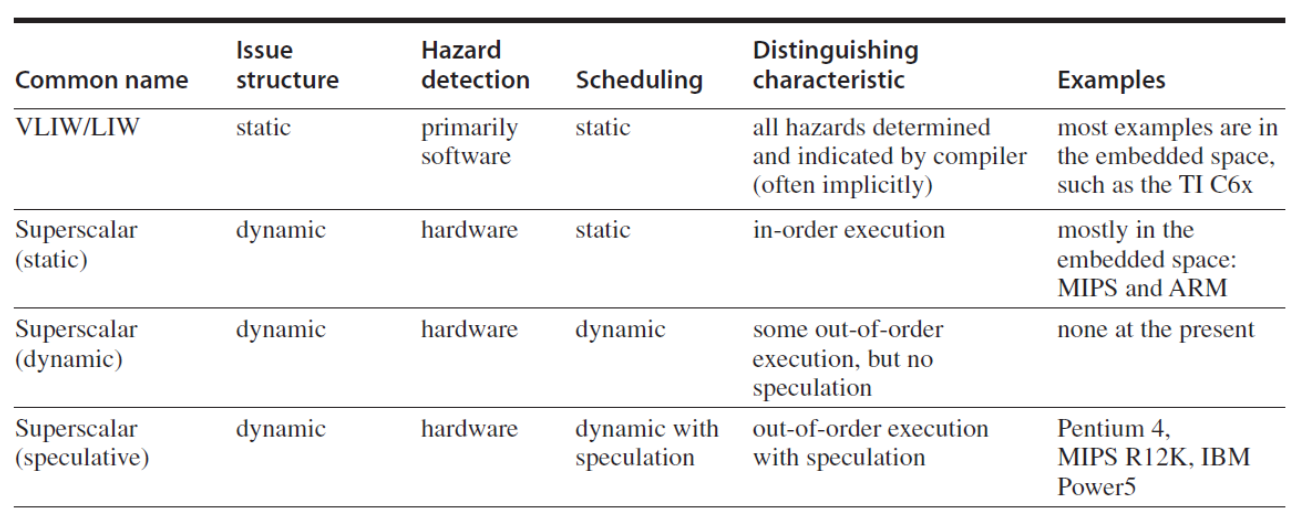 Common name Issue structure Hazard detection Scheduling Distinguishing characteristic Examples
VLIW/LIW static primarily software static all hazards determined and indicated by compiler (often implicitly) most examples are in the embedded space, such as the TI C6x
Superscalar (static) dynamic hardware static in-order execution mostly in the embedded space: MIPS and ARM
Superscalar (dynamic) dynamic hardware dynamic some out-of-order execution, but no speculation none at the present
Superscalar (speculative) dynamic hardware dynamic with speculation out-of-order execution with speculation Pentium 4, MIPS R12K, IBM Power5